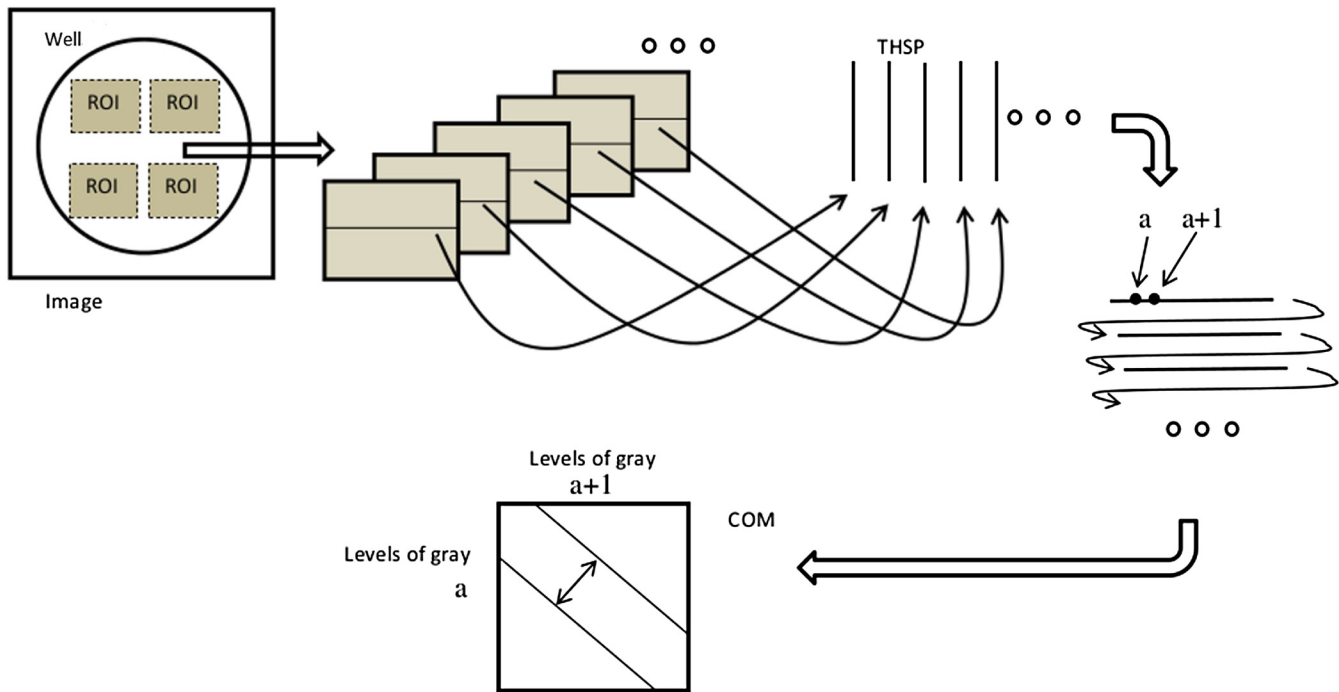 Well
ROI ROI
ROI ROI
Image
THSP
a a+1
Levels of gray
a+1
Levels of gray
a
COM